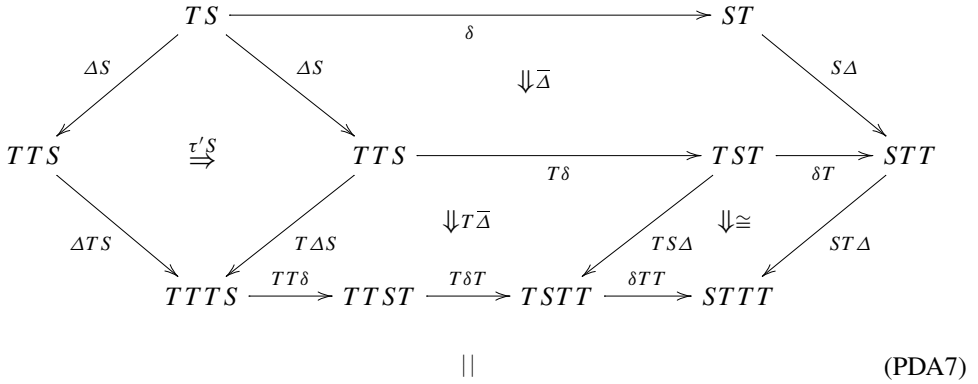 TS ST
δ
ΔS ΔS ⇓Δ̅ SΔ
TTS τ′S ⇛ TTS TST STT
Tδ δT
ΔTS TΔS ⇓TΔ̅ TSΔ ⇓≅ STΔ
TTδ TδT δTT
TTTS TTST TSTT STTT
|| (PDA7)